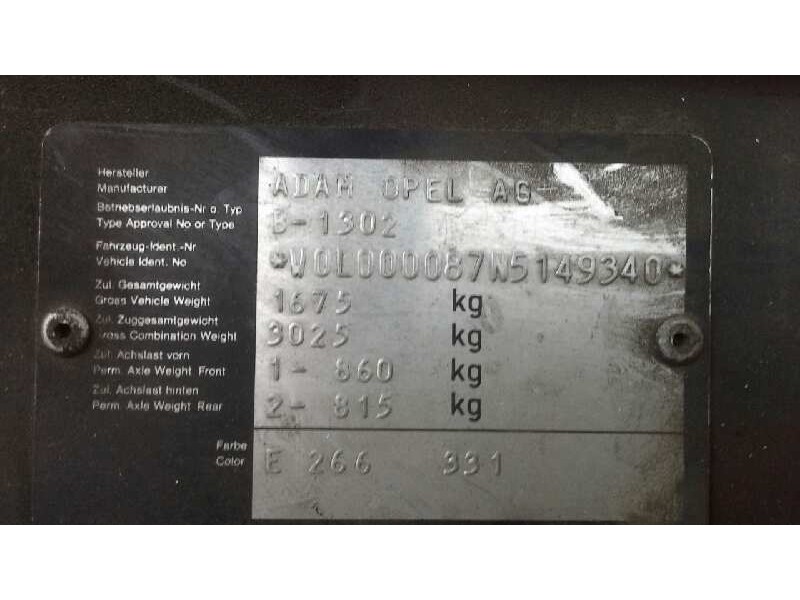 Hersteller
Manufacturer
ADAM OPEL AG
Betriebserlaubnis-Nr o. Typ
Type Approval No or Type
B-1302
Fahrzeug-Ident.-Nr
Vehicle Ident. No
*W0L000087N5149340*
Zul. Gesamtgewicht
Gross Vehicle Weight
1675 kg
Zul. Zuggesamtgewicht
Gross Combination Weight
3025 kg
Zul. Achslast vorn
Perm. Axle Weight Front
1- 860 kg
Zul. Achslast hinten
Perm. Axle Weight Rear
2- 815 kg
Farbe
Color
E 266 331